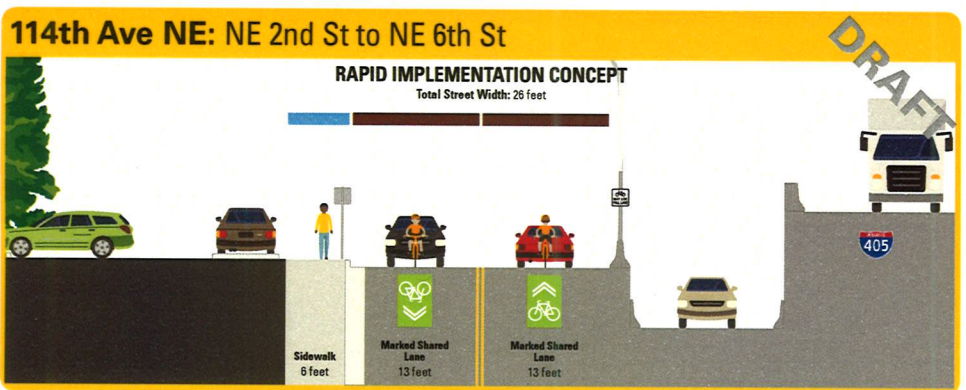 114th Ave NE: NE 2nd St to NE 6th St
DRAFT
RAPID IMPLEMENTATION CONCEPT
Total Street Width: 26 feet
405
Sidewalk
6 feet
Marked Shared
Lane
13 feet
Marked Shared
Lane
13 feet